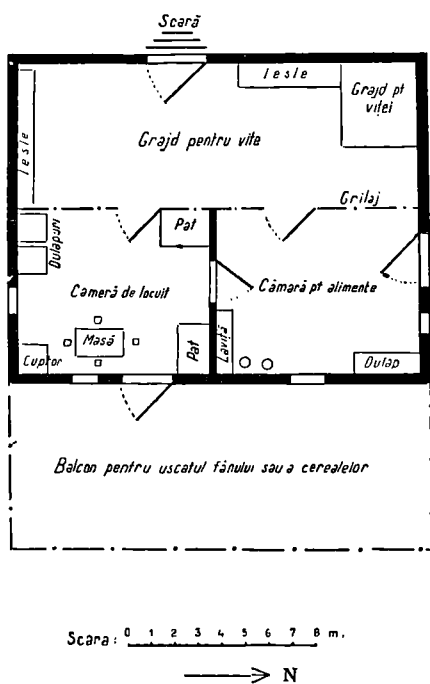 Scară
Iesle
Grajd pt
viței
Grajd pentru vite
Iesle
Grilaj
Pat
Dulapuri
Cameră de locuit
Cămară pt alimente
Masă
Laviță
Cuptor
Pat
Dulap
Balcon pentru uscatul fânului sau a cerealelor
Scara: 0 1 2 3 4 5 6 7 8 m.
N